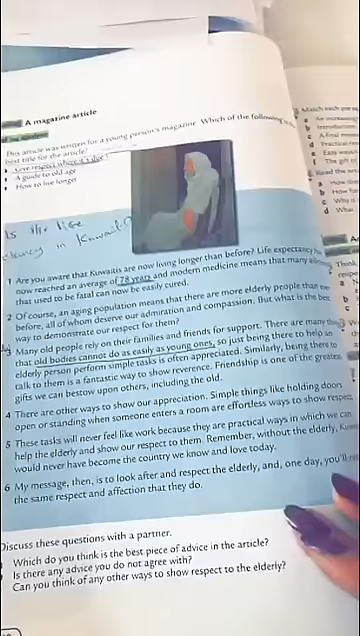 A magazine article
This article was written for a young person's magazine. Which of the following is the
best title for the article?
Give respect where it's due!
A guide to old age
How to live longer
Is the life
in Kuwait?
1 Are you aware that Kuwaitis are now living longer than before? Life expectancy has
now reached an average of 78 years and modern medicine means that many
that used to be fatal can now be easily cured.
2 Of course, an aging population means that there are more elderly people than ever
before, all of whom deserve our admiration and compassion. But what is the best
way to demonstrate our respect for them?
3 Many old people rely on their families and friends for support. There are many things
that old bodies cannot do as easily as young ones, so just being there to help an
elderly person perform simple tasks is often appreciated. Similarly, being there to
talk to them is a fantastic way to show reverence. Friendship is one of the greatest
gifts we can bestow upon others, including the old.
4 There are other ways to show our appreciation. Simple things like holding doors
open or standing when someone enters a room are effortless ways to show respect
5 These tasks will never feel like work because they are practical ways in which we can
help the elderly and show our respect to them. Remember, without the elderly,
would never have become the country we know and love today.
6 My message, then, is to look after and respect the elderly, and, one day, you'll
the same respect and affection that they do.
Discuss these questions with a partner.
Which do you think is the best piece of advice in the article?
Is there any advice you do not agree with?
Can you think of any other ways to show respect to the elderly?
Match each
a An increasing
b Introduction
c A final
d Practical
e
f The gift
Read the
a How
b How
c Why
d What
Think
a
b
c